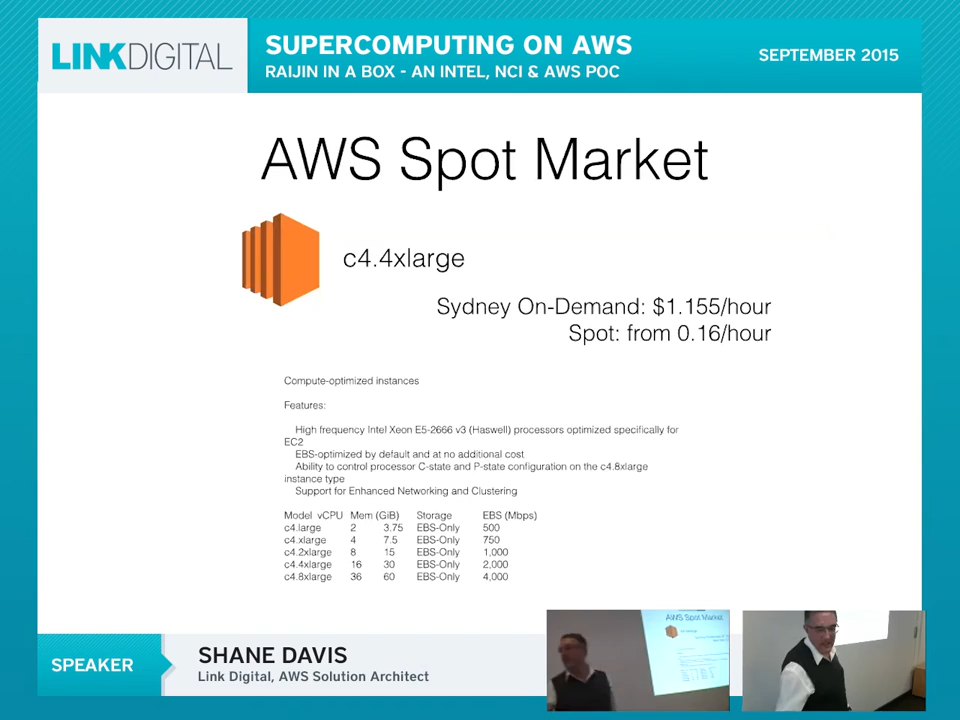 LINKDIGITAL
SUPERCOMPUTING ON AWS
RAIJIN IN A BOX - AN INTEL, NCI & AWS POC
SEPTEMBER 2015
AWS Spot Market
c4.4xlarge
Sydney On-Demand: $1.155/hour
Spot: from 0.16/hour
Compute-optimized instances
Features:
High frequency Intel Xeon E5-2666 v3 (Haswell) processors optimized specifically for
EC2
EBS-optimized by default and at no additional cost
Ability to control processor C-state and P-state configuration on the c4.8xlarge
instance type
Support for Enhanced Networking and Clustering
Model vCPU Mem (GiB) Storage EBS (Mbps)
c4.large 2 3.75 EBS-Only 500
c4.xlarge 4 7.5 EBS-Only 750
c4.2xlarge 8 15 EBS-Only 1,000
c4.4xlarge 16 30 EBS-Only 2,000
c4.8xlarge 36 60 EBS-Only 4,000
SPEAKER
SHANE DAVIS
Link Digital, AWS Solution Architect
AWS Spot Market